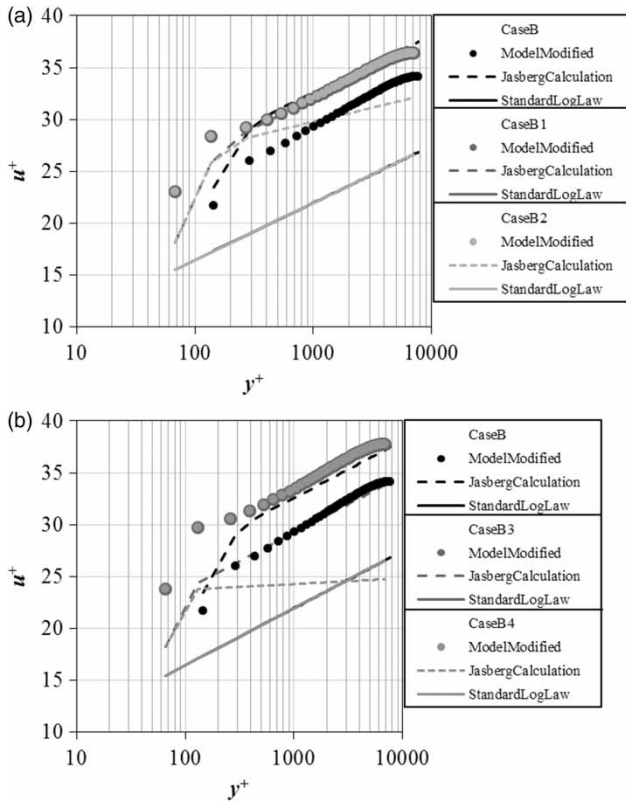 (a)
40
35
30
25
20
15
10
10
100
1000
10000
u+
y+
CaseB
ModelModified
JasbergCalculation
StandardLogLaw
CaseB1
ModelModified
JasbergCalculation
StandardLogLaw
CaseB2
ModelModified
JasbergCalculation
StandardLogLaw
(b)
40
35
30
25
20
15
10
10
100
1000
10000
u+
y+
CaseB
ModelModified
JasbergCalculation
StandardLogLaw
CaseB3
ModelModified
JasbergCalculation
StandardLogLaw
CaseB4
ModelModified
JasbergCalculation
StandardLogLaw